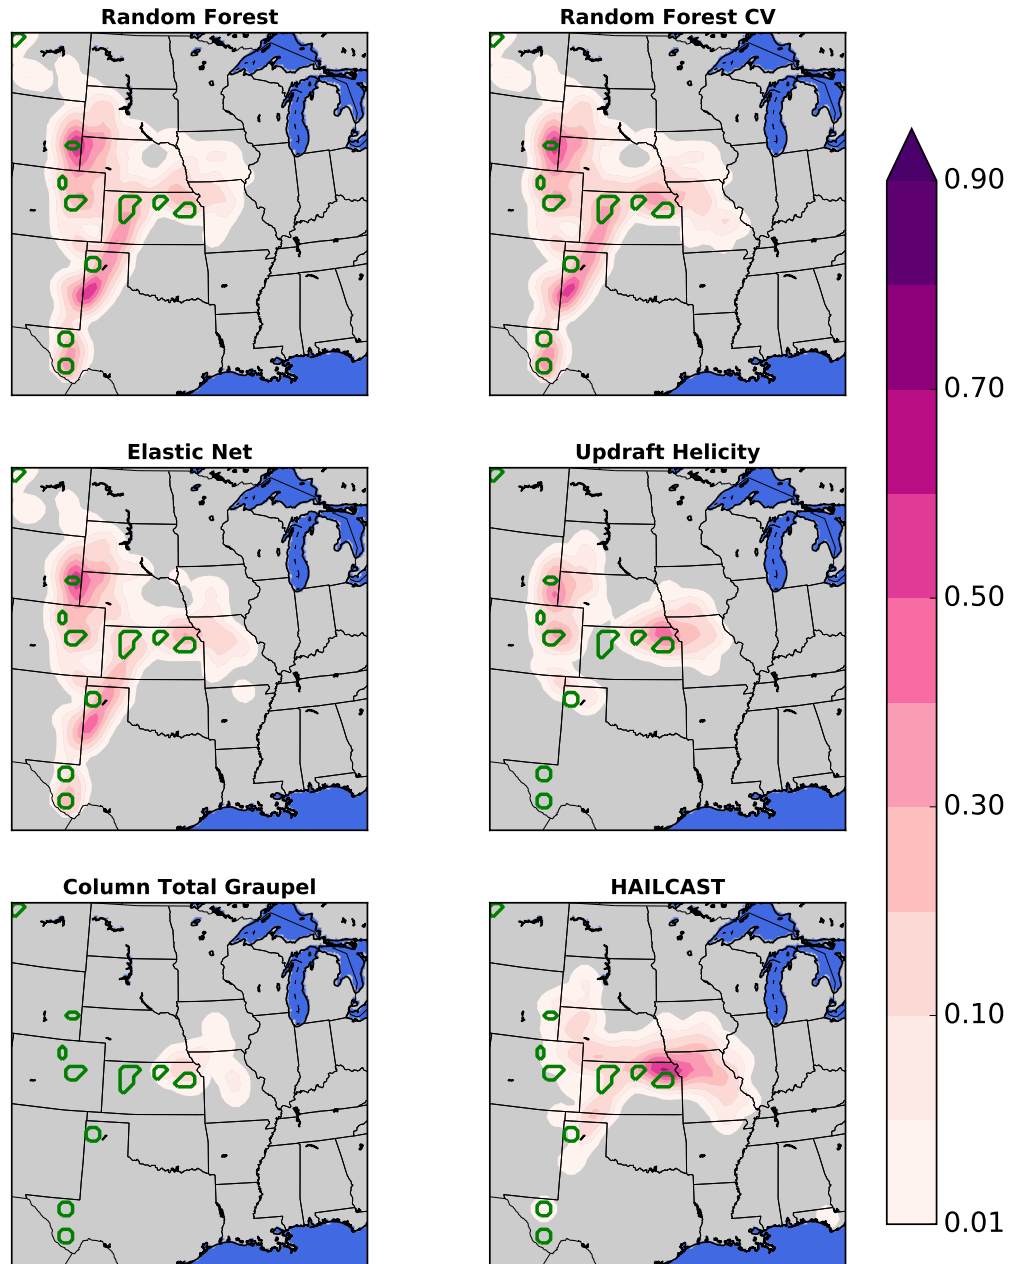 Random Forest
Random Forest CV
Elastic Net
Updraft Helicity
Column Total Graupel
HAILCAST
0.90
0.70
0.50
0.30
0.10
0.01